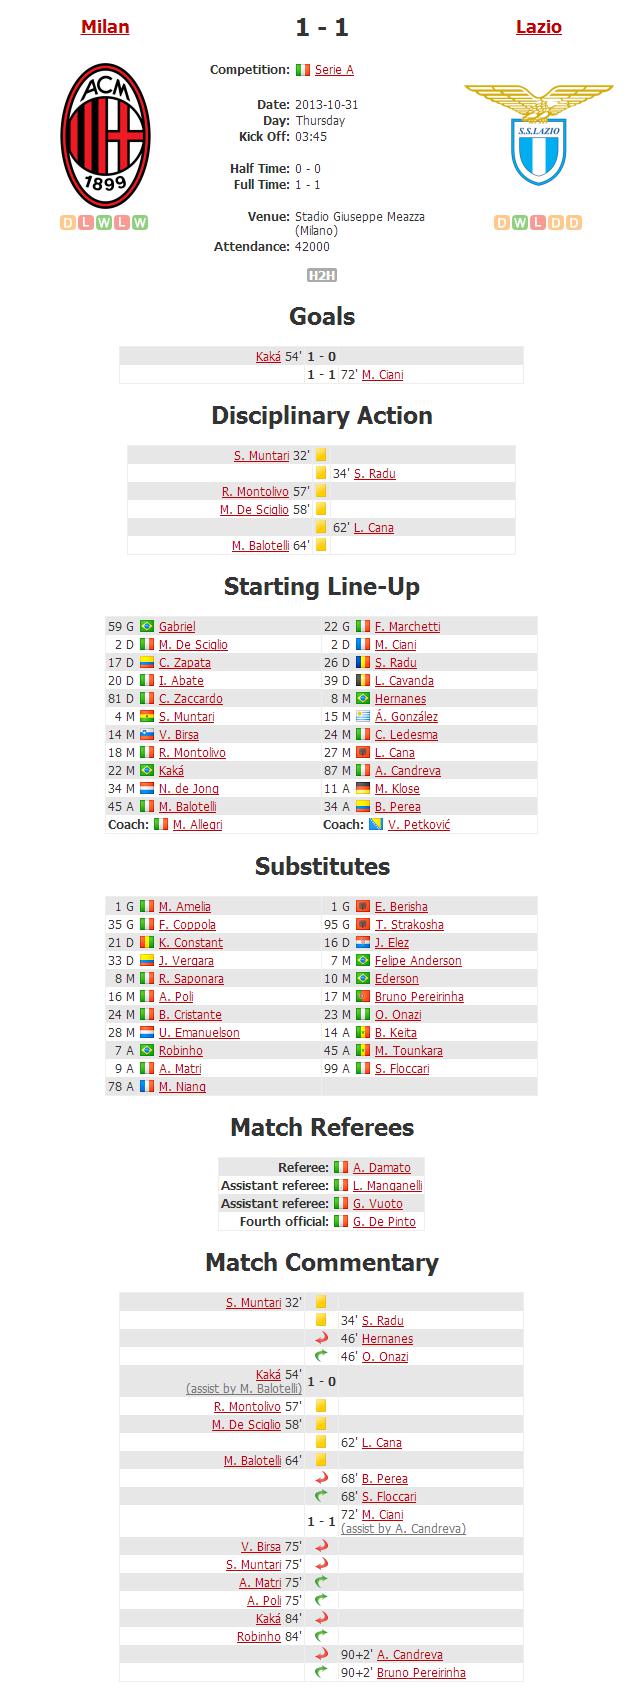 Milan 1 - 1 Lazio
Competition: Serie A
ACM
1899
S.S.LAZIO
Date: 2013-10-31
Day: Thursday
Kick Off: 03:45
Half Time: 0 - 0
Full Time: 1 - 1
Venue: Stadio Giuseppe Meazza
(Milano)
D L W L W
D W L D D
Attendance: 42000
H2H
Goals
Kaká 54' 1 - 0
1 - 1 72' M. Ciani
Disciplinary Action
S. Muntari 32'
34' S. Radu
R. Montolivo 57'
M. De Sciglio 58'
62' L. Cana
M. Balotelli 64'
Starting Line-Up
59 G Gabriel 22 G F. Marchetti
2 D M. De Sciglio 2 D M. Ciani
17 D C. Zapata 26 D S. Radu
20 D I. Abate 39 D L. Cavanda
81 D C. Zaccardo 8 M Hernanes
4 M S. Muntari 15 M Á. González
14 M V. Birsa 24 M C. Ledesma
18 M R. Montolivo 27 M L. Cana
22 M Kaká 87 M A. Candreva
34 M N. de Jong 11 A M. Klose
45 A M. Balotelli 34 A B. Perea
Coach: M. Allegri Coach: V. Petković
Substitutes
1 G M. Amelia 1 G E. Berisha
35 G F. Coppola 95 G T. Strakosha
21 D K. Constant 16 D J. Elez
33 D J. Vergara 7 M Felipe Anderson
8 M R. Saponara 10 M Ederson
16 M A. Poli 17 M Bruno Pereirinha
24 M B. Cristante 23 M O. Onazi
28 M U. Emanuelson 14 A B. Keita
7 A Robinho 45 A M. Tounkara
9 A A. Matri 99 A S. Floccari
78 A M. Niang
Match Referees
Referee: A. Damato
Assistant referee: L. Manganelli
Assistant referee: G. Vuoto
Fourth official: G. De Pinto
Match Commentary
S. Muntari 32'
34' S. Radu
46' Hernanes
46' O. Onazi
Kaká 54' 1 - 0
(assist by M. Balotelli)
R. Montolivo 57'
M. De Sciglio 58'
62' L. Cana
M. Balotelli 64'
68' B. Perea
68' S. Floccari
1 - 1 72' M. Ciani
(assist by A. Candreva)
V. Birsa 75'
S. Muntari 75'
A. Matri 75'
A. Poli 75'
Kaká 84'
Robinho 84'
90+2' A. Candreva
90+2' Bruno Pereirinha